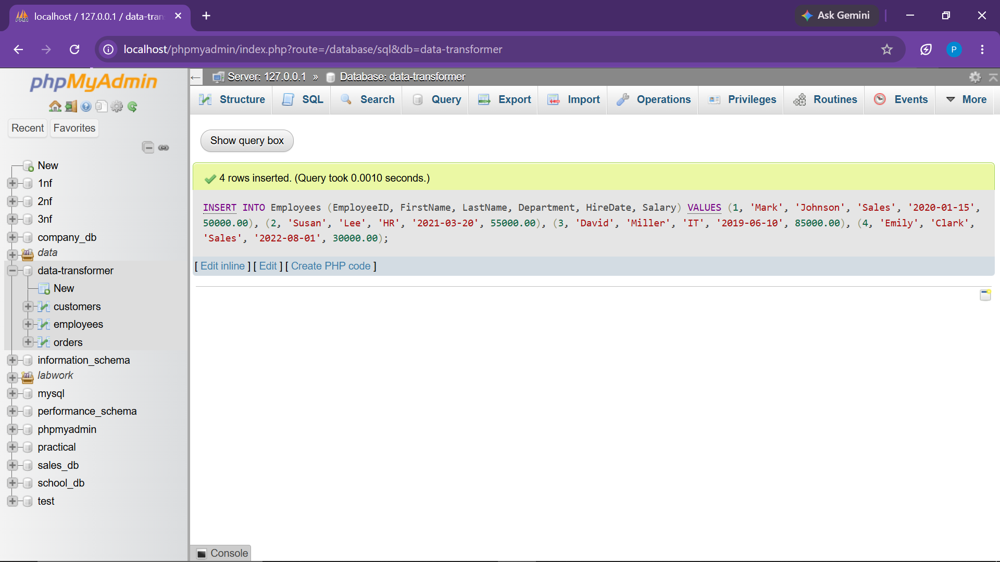 localhost / 127.0.0.1 / data-tran
Ask Gemini
localhost/phpmyadmin/index.php?route=/database/sql&db=data-transformer
P
phpMyAdmin
Server: 127.0.0.1 » Database: data-transformer
Structure SQL Search Query Export Import Operations Privileges Routines Events More
Recent Favorites
Show query box
New
1nf
2nf
3nf
company_db
data
data-transformer
New
customers
employees
orders
information_schema
labwork
mysql
performance_schema
phpmyadmin
practical
sales_db
school_db
test
4 rows inserted. (Query took 0.0010 seconds.)
INSERT INTO Employees (EmployeeID, FirstName, LastName, Department, HireDate, Salary) VALUES (1, 'Mark', 'Johnson', 'Sales', '2020-01-15',
50000.00), (2, 'Susan', 'Lee', 'HR', '2021-03-20', 55000.00), (3, 'David', 'Miller', 'IT', '2019-06-10', 85000.00), (4, 'Emily', 'Clark',
'Sales', '2022-08-01', 30000.00);
[ Edit inline ] [ Edit ] [ Create PHP code ]
Console